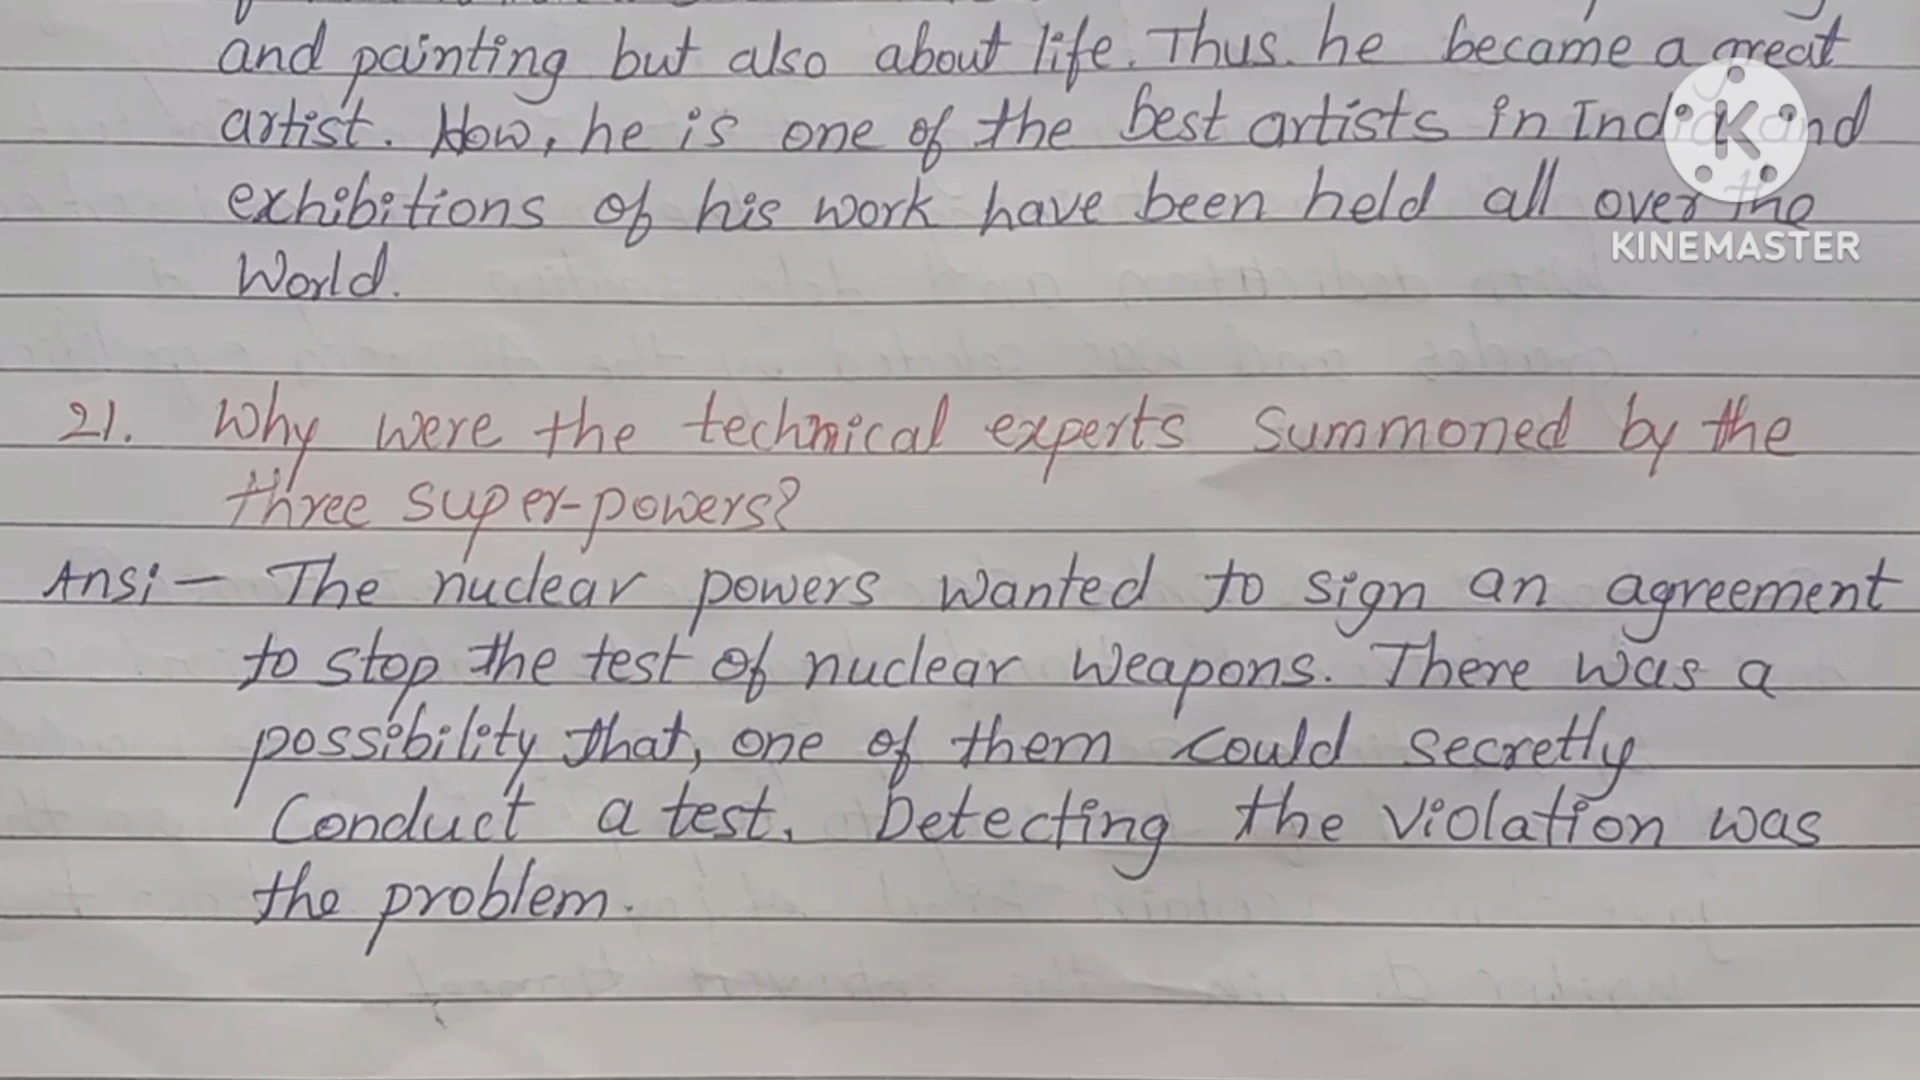 and painting but also about life. Thus. he became a great
artist. Now, he is one of the best artists in India and
exhibitions of his work have been held all over the
World.
KINEMASTER
21. Why were the technical experts summoned by the
three super-powers?
Ans:- The nuclear powers wanted to sign an agreement
to stop the test of nuclear weapons. There was a
possibility that, one of them could secretly
Conduct a test. Detecting the violation was
the problem.